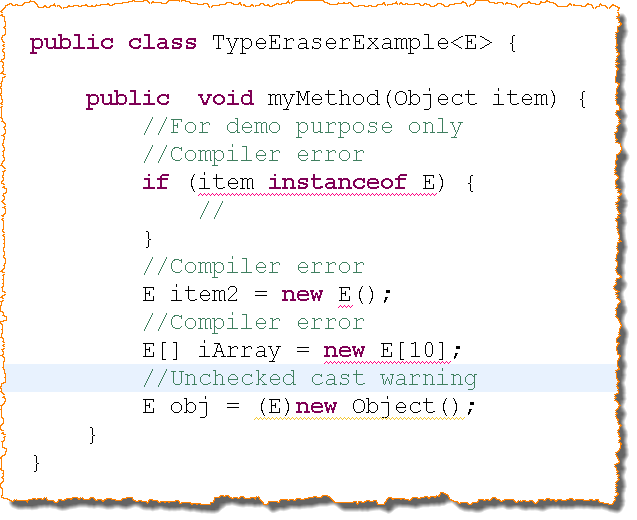 public class TypeEraserExample<E> {
public  void myMethod(Object item) {
//For demo purpose only
//Compiler error
if (item instanceof E) {
//
}
//Compiler error
E item2 = new E();
//Compiler error
E[] iArray = new E[10];
//Unchecked cast warning
E obj = (E)new Object();
}
}